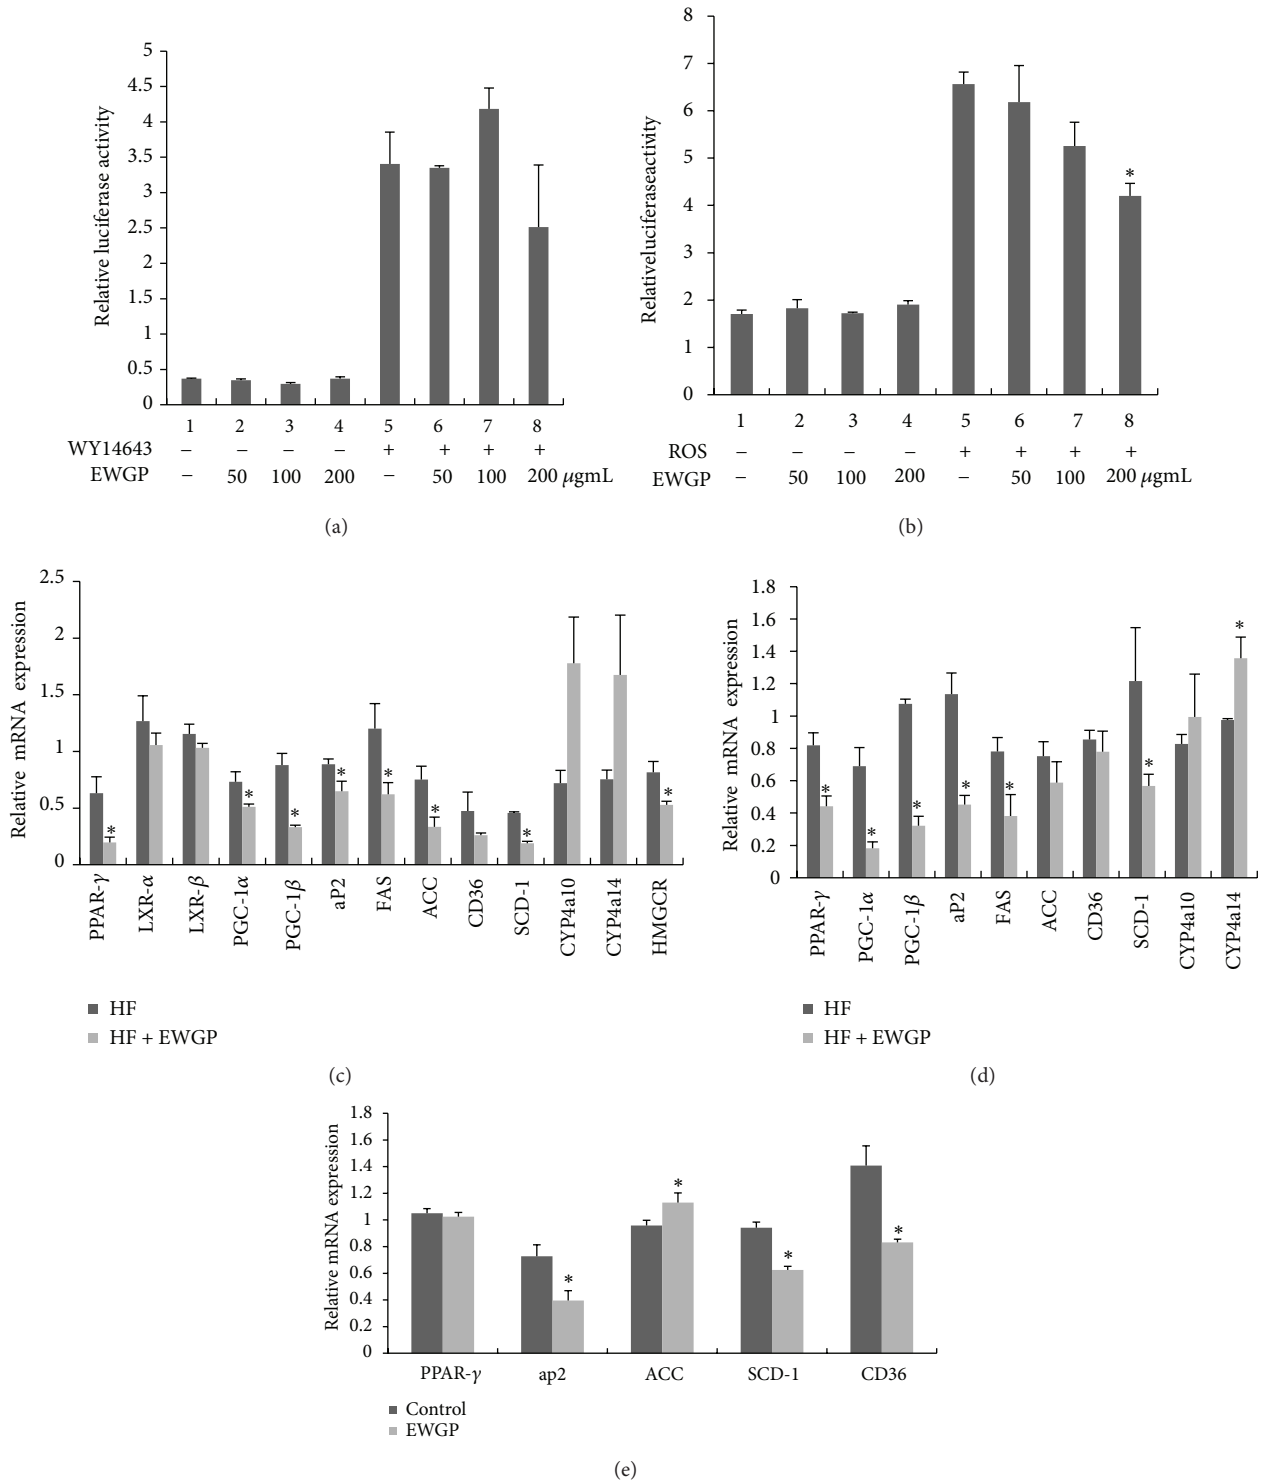 5
4.5
4
3.5
3
2.5
2
1.5
1
0.5
0
Relative luciferase activity
1 2 3 4 5 6 7 8
WY14643 − − − − + + + +
EWGP − 50 100 200 − 50 100 200 μgmL
(a)
8
7
6
5
4
3
2
1
0
Relativeluciferaseactivity
*
1 2 3 4 5 6 7 8
ROS − − − − + + + +
EWGP − 50 100 200 − 50 100 200 μgmL
(b)
2.5
2
1.5
1
0.5
0
Relative mRNA expression
* * * * * * * *
PPAR-γ
LXR-α
LXR-β
PGC-1α
PGC-1β
aP2
FAS
ACC
CD36
SCD-1
CYP4a10
CYP4a14
HMGCR
HF
HF + EWGP
(c)
1.8
1.6
1.4
1.2
1
0.8
0.6
0.4
0.2
0
Relative mRNA expression
* * * * * * *
PPAR-γ
PGC-1α
PGC-1β
aP2
FAS
ACC
CD36
SCD-1
CYP4a10
CYP4a14
HF
HF + EWGP
(d)
1.8
1.6
1.4
1.2
1
0.8
0.6
0.4
0.2
0
Relative mRNA expression
* * * *
PPAR-γ ap2 ACC SCD-1 CD36
Control
EWGP
(e)